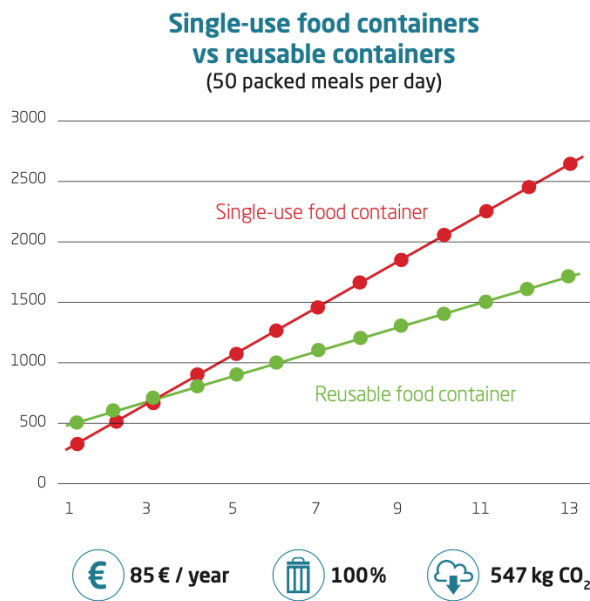 Single-use food containers
vs reusable containers
(50 packed meals per day)
3000
2500
Single-use food container
2000
1500
1000
Reusable food container
500
0
1 3 5 7 9 11 13
€ 85 € / year 100% 547 kg CO₂